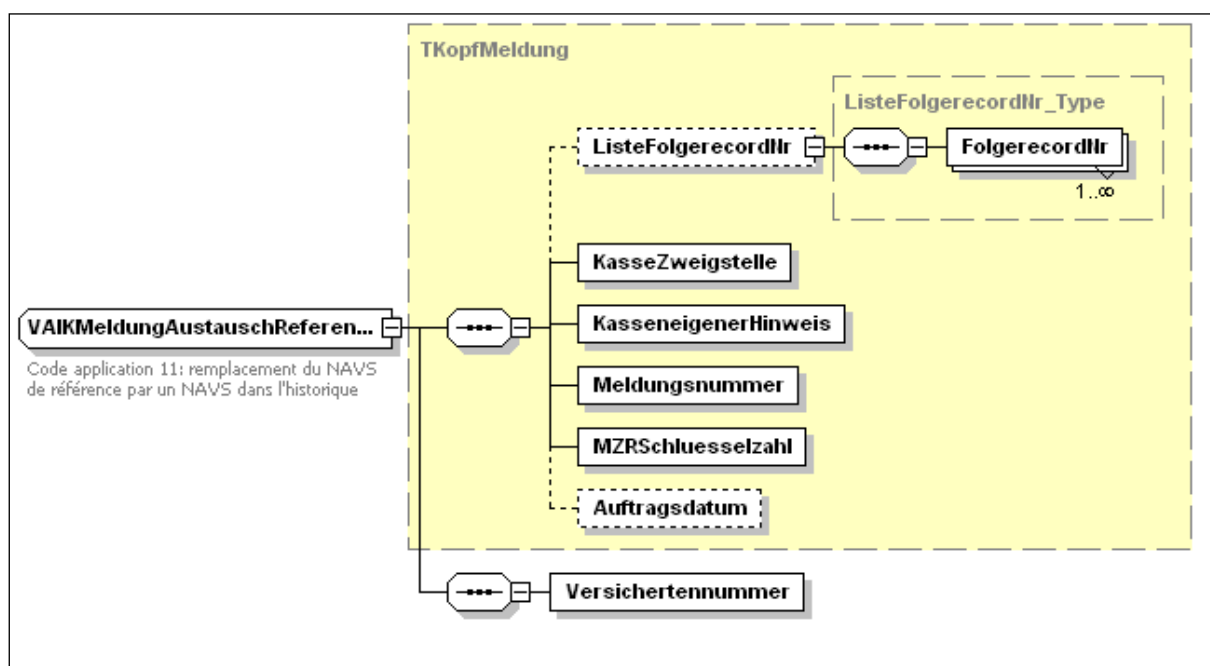 TKopfMeldung
ListeFolgerecordNr_Type
ListeFolgerecordNr
FolgerecordNr
1..∞
KasseZweigstelle
KasseneigenerHinweis
VAIKMeldungAustauschReferen...
Meldungsnummer
Code application 11: remplacement du NAVS
de référence par un NAVS dans l'historique
MZRSchluesselzahl
Auftragsdatum
Versichertennummer